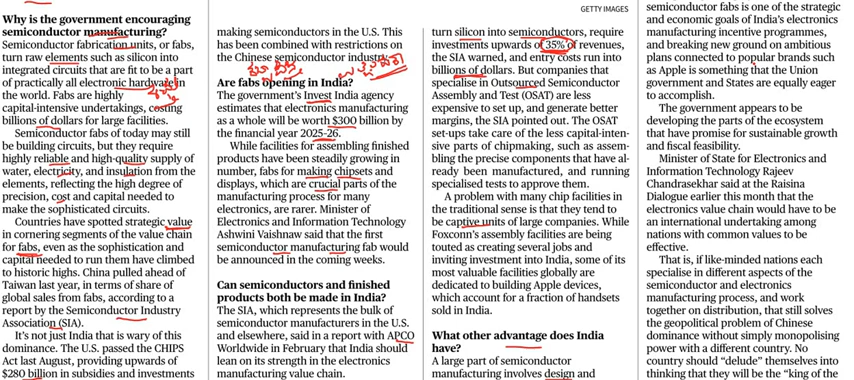 GETTY IMAGES
Why is the government encouraging
semiconductor manufacturing?
Semiconductor fabrication units, or fabs,
turn raw elements such as silicon into
integrated circuits that are fit to be a part
of practically all electronic hardware in
the world. Fabs are highly
capital-intensive undertakings, costing
billions of dollars for large facilities.
Semiconductor fabs of today may still
be building circuits, but they require
highly reliable and high-quality supply of
water, electricity, and insulation from the
elements, reflecting the high degree of
precision, cost and capital needed to
make the sophisticated circuits.
Countries have spotted strategic value
in cornering segments of the value chain
for fabs, even as the sophistication and
capital needed to run them have climbed
to historic highs. China pulled ahead of
Taiwan last year, in terms of share of
global sales from fabs, according to a
report by the Semiconductor Industry
Association (SIA).
It's not just India that is wary of this
dominance. The U.S. passed the CHIPS
Act last August, providing upwards of
$280 billion in subsidies and investments
making semiconductors in the U.S. This
has been combined with restrictions on
the Chinese semiconductor industry.
Are fabs opening in India?
The government's Invest India agency
estimates that electronics manufacturing
as a whole will be worth $300 billion by
the financial year 2025-26.
While facilities for assembling finished
products have been steadily growing in
number, fabs for making chipsets and
displays, which are crucial parts of the
manufacturing process for many
electronics, are rarer. Minister of
Electronics and Information Technology
Ashwini Vaishnaw said that the first
semiconductor manufacturing fab would
be announced in the coming weeks.
Can semiconductors and finished
products both be made in India?
The SIA, which represents the bulk of
semiconductor manufacturers in the U.S.
and elsewhere, said in a report with APCO
Worldwide in February that India should
lean on its strength in the electronics
manufacturing value chain.
turn silicon into semiconductors, require
investments upwards of 35% of revenues,
the SIA warned, and entry costs run into
billions of dollars. But companies that
specialise in Outsourced Semiconductor
Assembly and Test (OSAT) are less
expensive to set up, and generate better
margins, the SIA pointed out. The OSAT
set-ups take care of the less capital-inten-
sive parts of chipmaking, such as assem-
bling the precise components that have al-
ready been manufactured, and running
specialised tests to approve them.
A problem with many chip facilities in
the traditional sense is that they tend to
be captive units of large companies. While
Foxconn's assembly facilities are being
touted as creating several jobs and
inviting investment into India, some of its
most valuable facilities globally are
dedicated to building Apple devices,
which account for a fraction of handsets
sold in India.
What other advantage does India
have?
A large part of semiconductor
manufacturing involves design and
semiconductor fabs is one of the strategic
and economic goals of India's electronics
manufacturing incentive programmes,
and breaking new ground on ambitious
plans connected to popular brands such
as Apple is something that the Union
government and States are equally eager
to accomplish.
The government appears to be
developing the parts of the ecosystem
that have promise for sustainable growth
and fiscal feasibility.
Minister of State for Electronics and
Information Technology Rajeev
Chandrasekhar said at the Raisina
Dialogue earlier this month that the
electronics value chain would have to be
an international undertaking among
nations with common values to be
effective.
That is, if like-minded nations each
specialise in different aspects of the
semiconductor and electronics
manufacturing process, and work
together on distribution, that still solves
the geopolitical problem of Chinese
dominance without simply monopolising
power with a different country. No
country should "delude" themselves into
thinking that they will be the "king of the